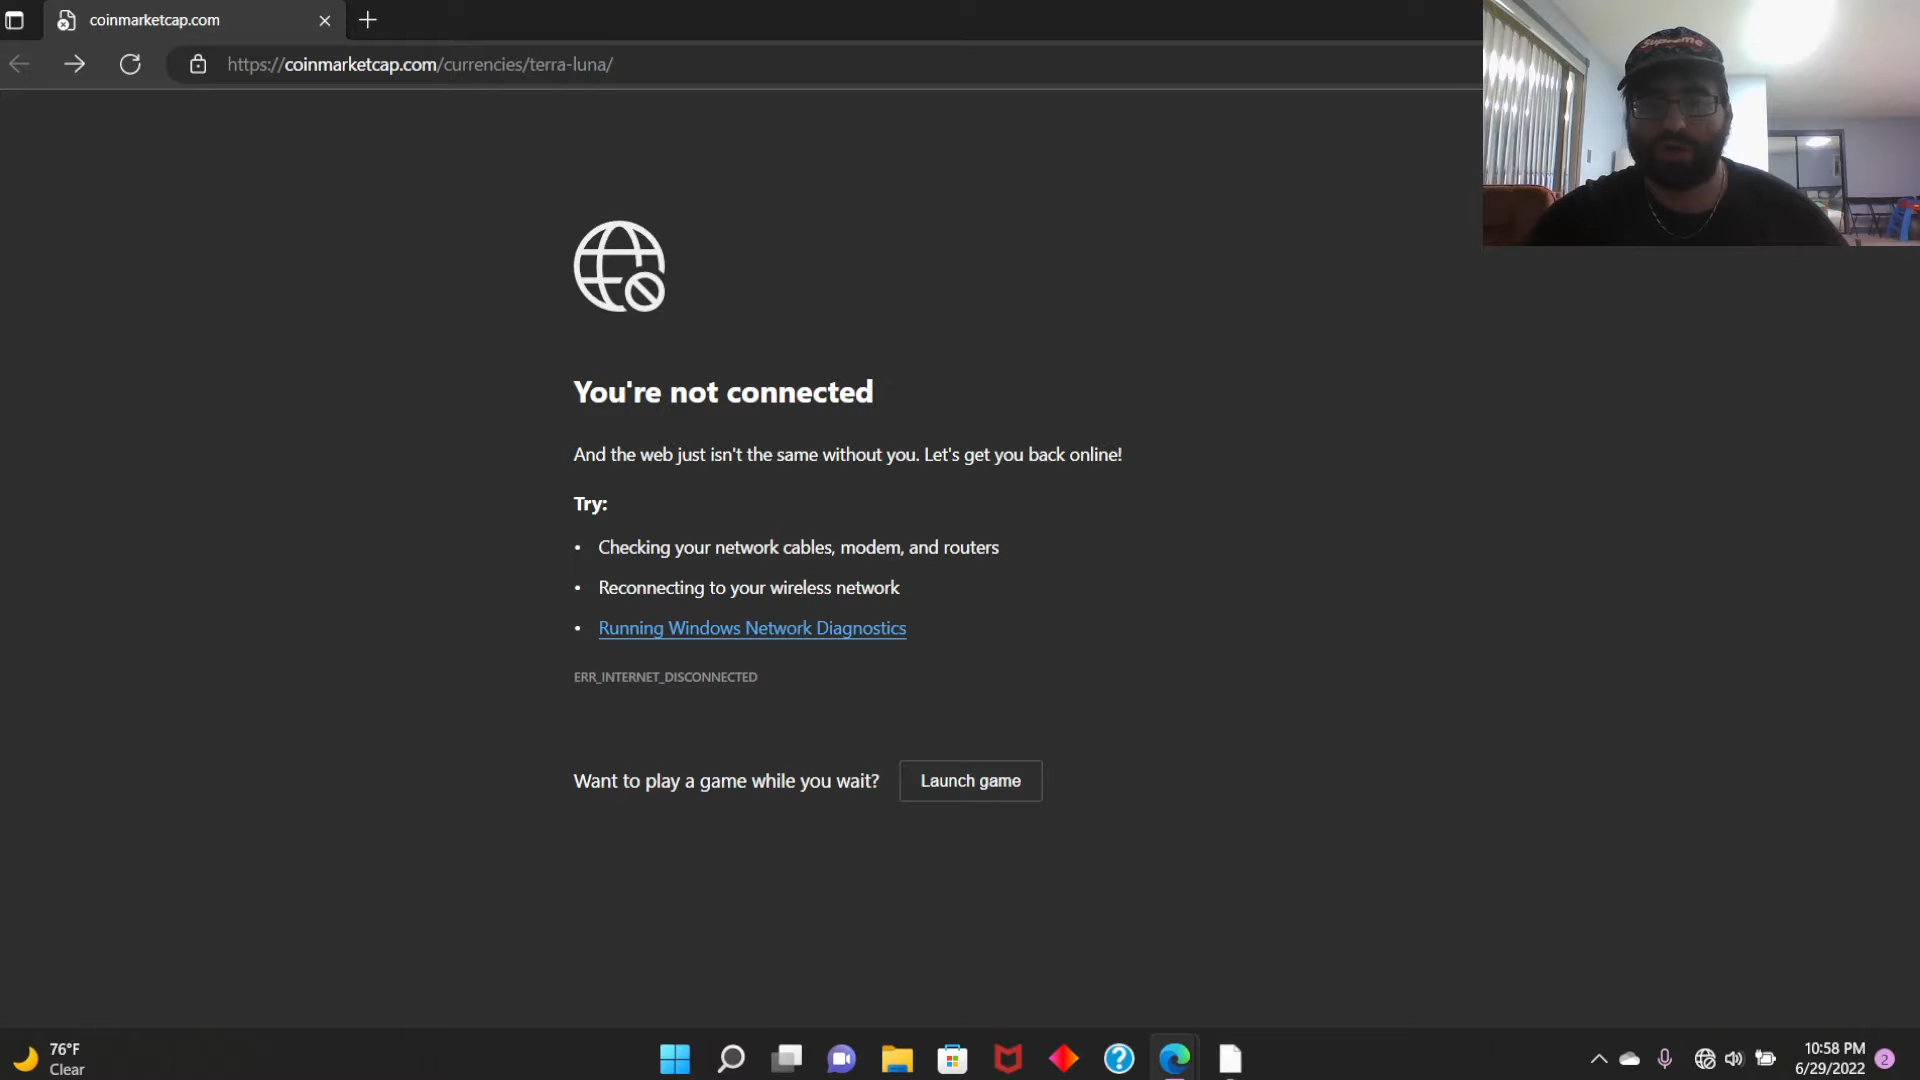 coinmarketcap.com
https://coinmarketcap.com/currencies/terra-luna/
Supreme
You're not connected
And the web just isn't the same without you. Let's get you back online!
Try:
• Checking your network cables, modem, and routers
• Reconnecting to your wireless network
• Running Windows Network Diagnostics
ERR_INTERNET_DISCONNECTED
Want to play a game while you wait? Launch game
76°F
Clear
10:58 PM
6/29/2022
2